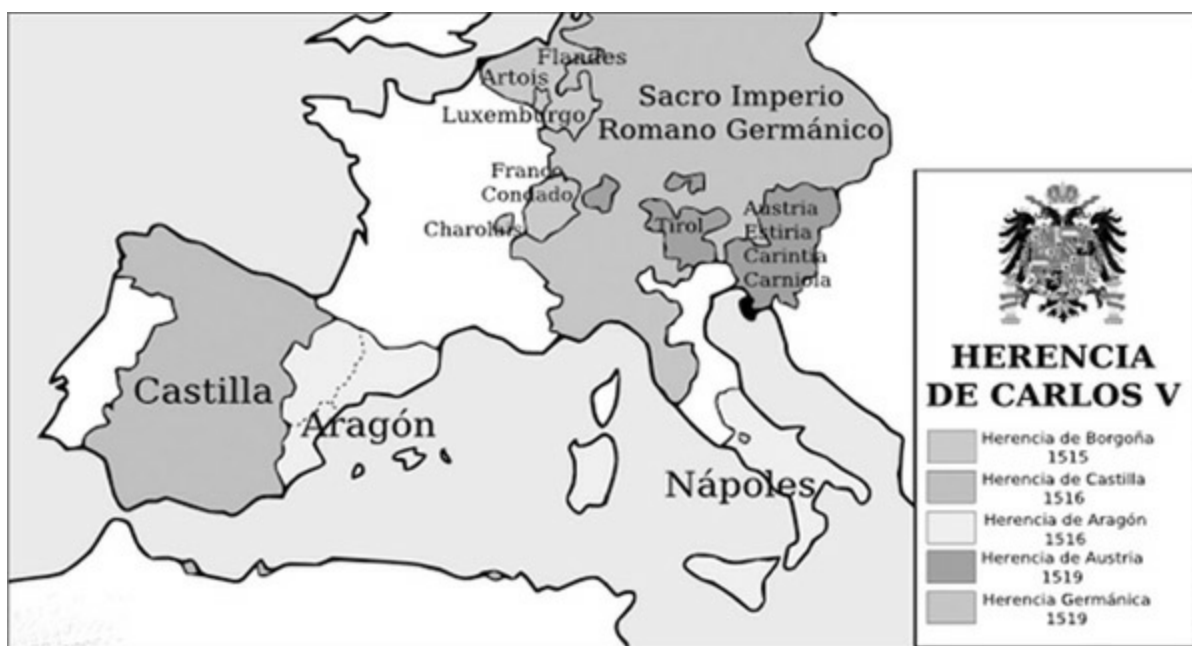 Flandes
Artois
Luxemburgo
Sacro Imperio
Romano Germánico
Franco
Condado
Charolais
Tirol
Austria
Estiria
Carintia
Carniola
Castilla
Aragón
Nápoles
HERENCIA
DE CARLOS V
Herencia de Borgoña
1515
Herencia de Castilla
1516
Herencia de Aragón
1516
Herencia de Austria
1519
Herencia Germánica
1519